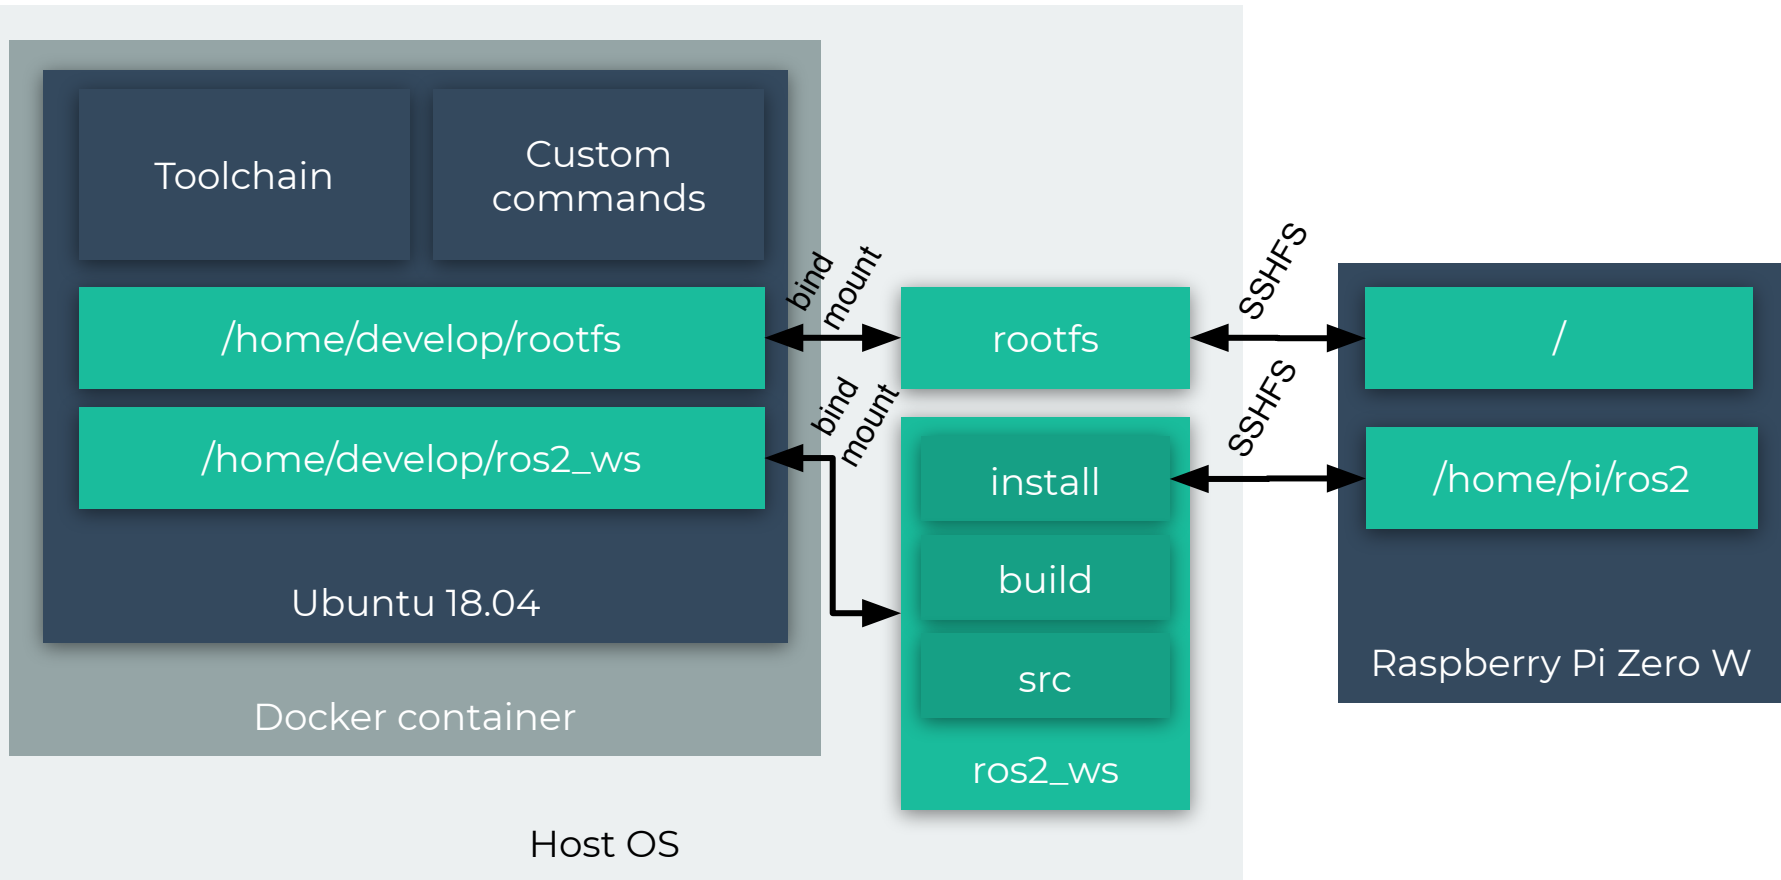 Toolchain
Custom
commands
/home/develop/rootfs
/home/develop/ros2_ws
Ubuntu 18.04
Docker container
Host OS
bind
mount
bind
mount
rootfs
install
build
src
ros2_ws
SSHFS
SSHFS
/
/home/pi/ros2
Raspberry Pi Zero W